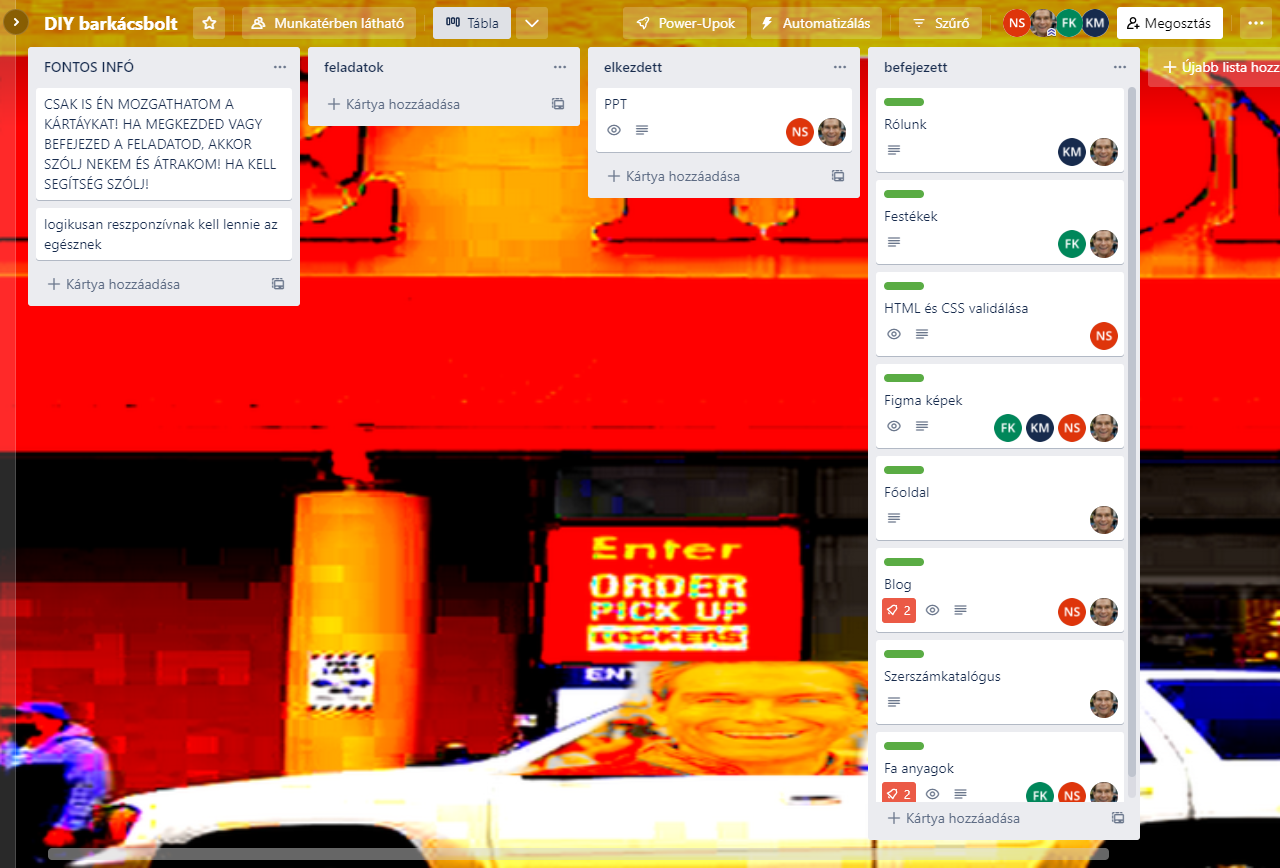 DIY barkácsbolt
Munkatérben látható
Tábla
Power-Upok
Automatizálás
Szűrő
NS
FK
KM
Megosztás
FONTOS INFÓ
CSAK IS ÉN MOZGATHATOM A
KÁRTÁYKAT! HA MEGKEZDED VAGY
BEFEJEZED A FELADATOD, AKKOR
SZÓLJ NEKEM ÉS ÁTRAKOM! HA KELL
SEGÍTSÉG SZÓLJ!
logikusan reszponzívnak kell lennie az
egésznek
Kártya hozzáadása
feladatok
Kártya hozzáadása
elkezdett
PPT
NS
Kártya hozzáadása
befejezett
Rólunk
KM
Festékek
FK
HTML és CSS validálása
NS
Figma képek
FK
KM
NS
Főoldal
Blog
2
NS
Szerszámkatalógus
Fa anyagok
2
FK
NS
Kártya hozzáadása
Újabb lista hozz
Enter
ORDER
PICK UP
LOCKERS
ENT